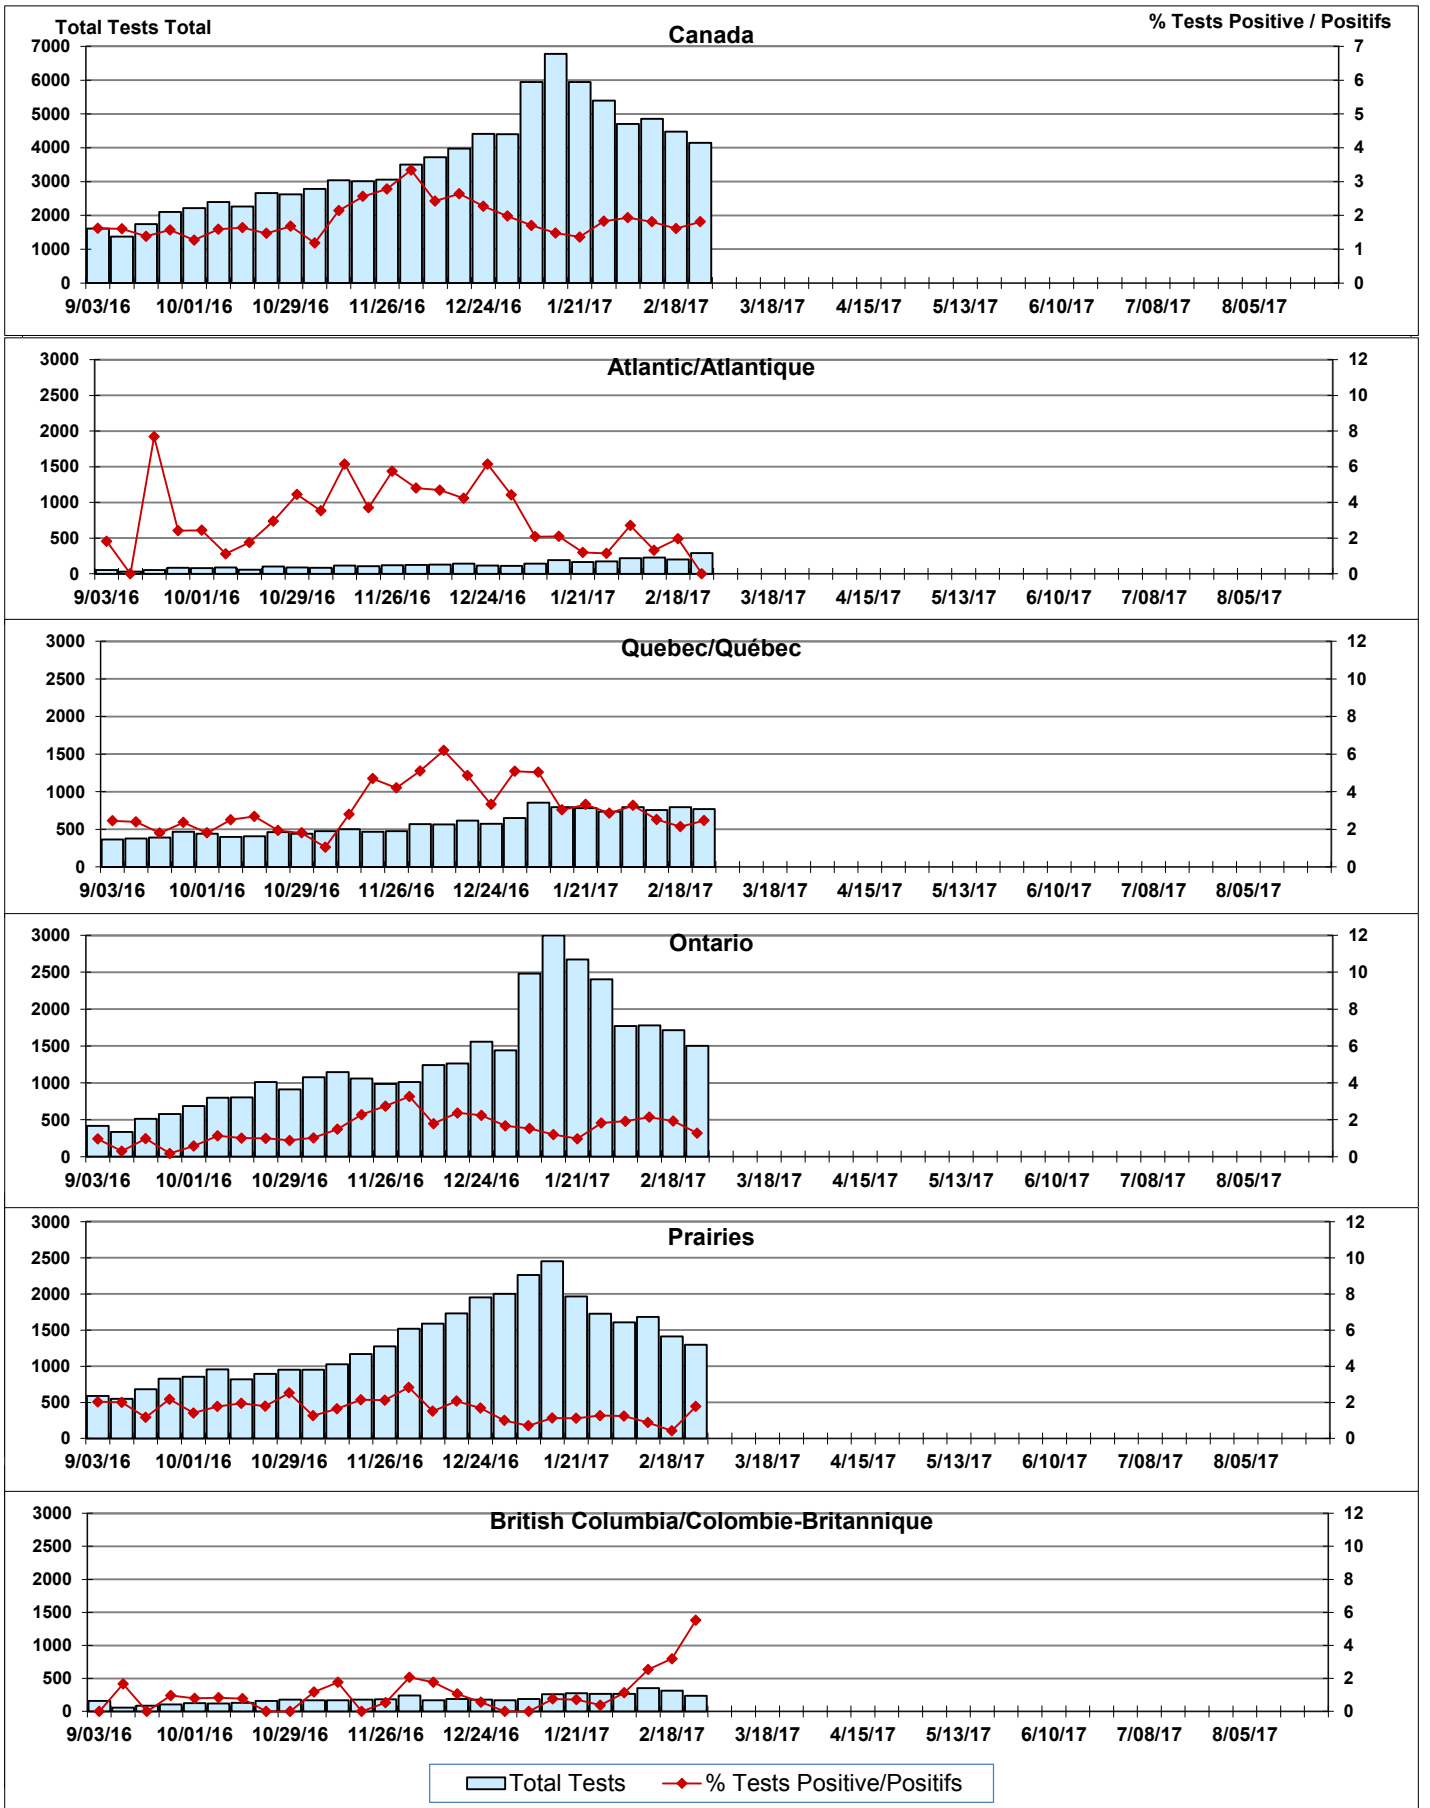 Total Tests Total
% Tests Positive / Positifs
Canada
7000 7
6000 6
5000 5
4000 4
3000 3
2000 2
1000 1
0 0
9/03/16 10/01/16 10/29/16 11/26/16 12/24/16 1/21/17 2/18/17 3/18/17 4/15/17 5/13/17 6/10/17 7/08/17 8/05/17
Atlantic/Atlantique
3000 12
2500 10
2000 8
1500 6
1000 4
500 2
0 0
9/03/16 10/01/16 10/29/16 11/26/16 12/24/16 1/21/17 2/18/17 3/18/17 4/15/17 5/13/17 6/10/17 7/08/17 8/05/17
Quebec/Québec
3000 12
2500 10
2000 8
1500 6
1000 4
500 2
0 0
9/03/16 10/01/16 10/29/16 11/26/16 12/24/16 1/21/17 2/18/17 3/18/17 4/15/17 5/13/17 6/10/17 7/08/17 8/05/17
Ontario
3000 12
2500 10
2000 8
1500 6
1000 4
500 2
0 0
9/03/16 10/01/16 10/29/16 11/26/16 12/24/16 1/21/17 2/18/17 3/18/17 4/15/17 5/13/17 6/10/17 7/08/17 8/05/17
Prairies
3000 12
2500 10
2000 8
1500 6
1000 4
500 2
0 0
9/03/16 10/01/16 10/29/16 11/26/16 12/24/16 1/21/17 2/18/17 3/18/17 4/15/17 5/13/17 6/10/17 7/08/17 8/05/17
British Columbia/Colombie-Britannique
3000 12
2500 10
2000 8
1500 6
1000 4
500 2
0 0
9/03/16 10/01/16 10/29/16 11/26/16 12/24/16 1/21/17 2/18/17 3/18/17 4/15/17 5/13/17 6/10/17 7/08/17 8/05/17
Total Tests % Tests Positive/Positifs